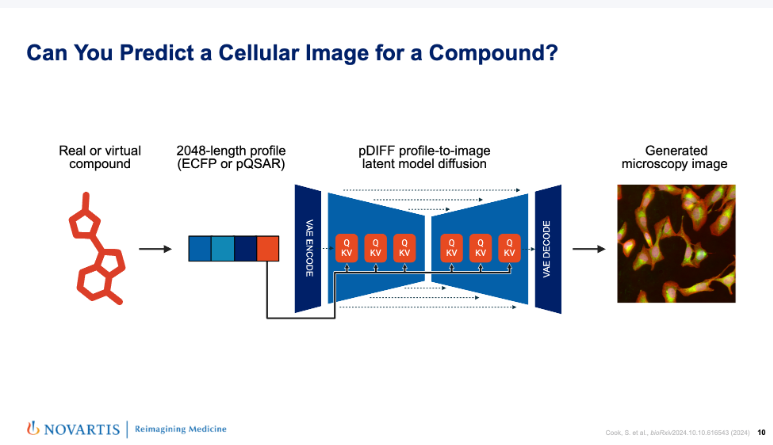 Can You Predict a Cellular Image for a Compound?
Real or virtual
compound
2048-length profile
(ECFP or pQSAR)
pDIFF profile-to-image
latent model diffusion
Generated
microscopy image
VAE ENCODE
Q
KV
Q
KV
Q
KV
Q
KV
Q
KV
Q
KV
VAE DECODE
NOVARTIS | Reimagining Medicine
Cook, S. et al., bioRxiv2024.10.10.616543 (2024) 10